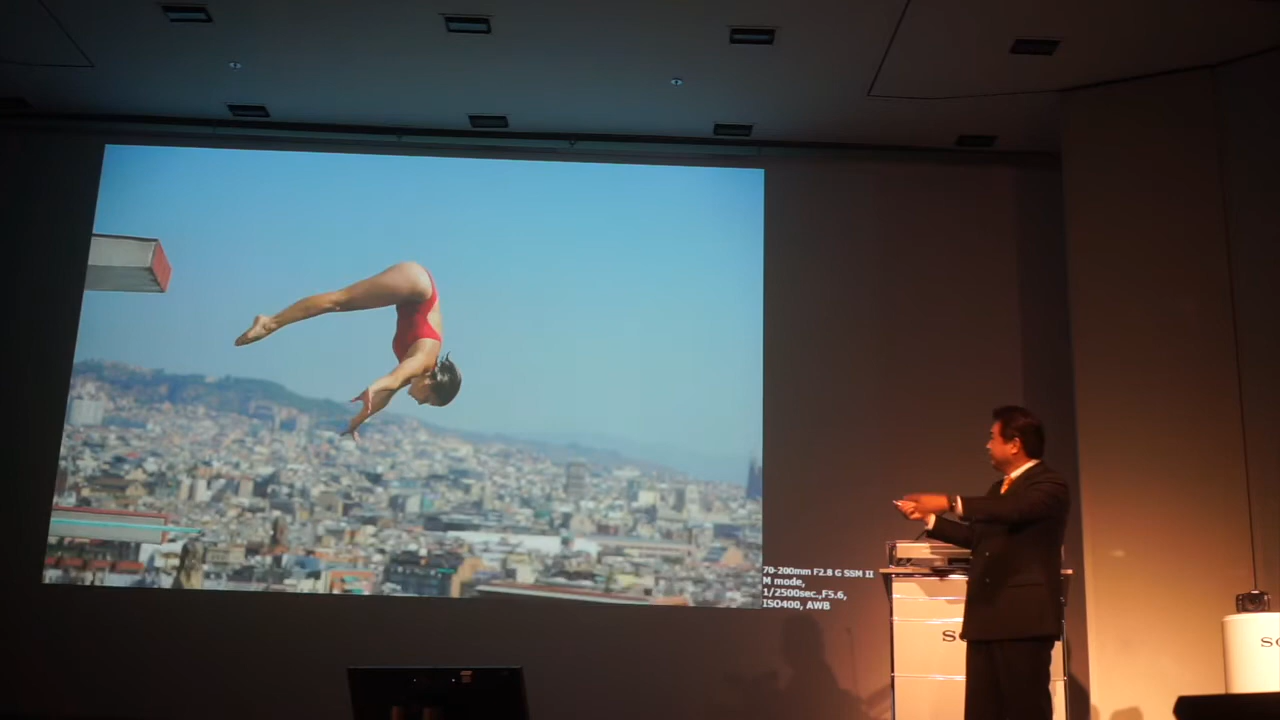 70-200mm F2.8 G SSM II
M mode,
1/2500sec.,F5.6,
ISO400, AWB